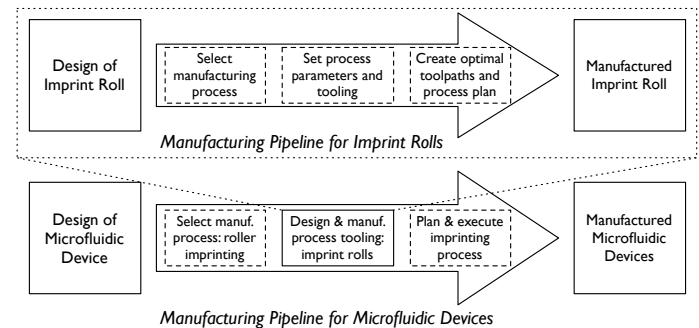 Design of
Imprint Roll
Select
manufacturing
process
Set process
parameters and
tooling
Create optimal
toolpaths and
process plan
Manufactured
Imprint Roll
Manufacturing Pipeline for Imprint Rolls
Design of
Microfluidic
Device
Select manuf.
process: roller
imprinting
Design & manuf.
process tooling:
imprint rolls
Plan & execute
imprinting
process
Manufactured
Microfluidic
Devices
Manufacturing Pipeline for Microfluidic Devices